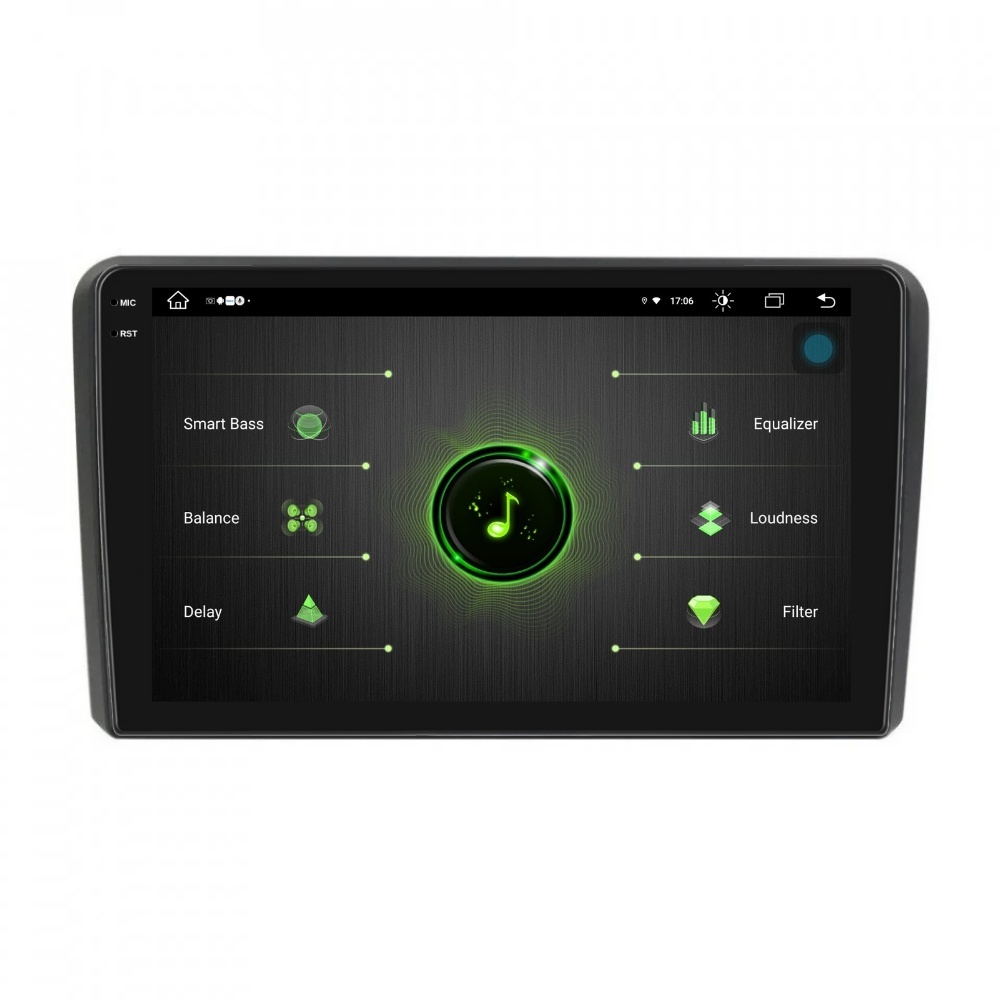 MIC
17:06
RST
Smart Bass
Equalizer
Balance
Loudness
Delay
Filter